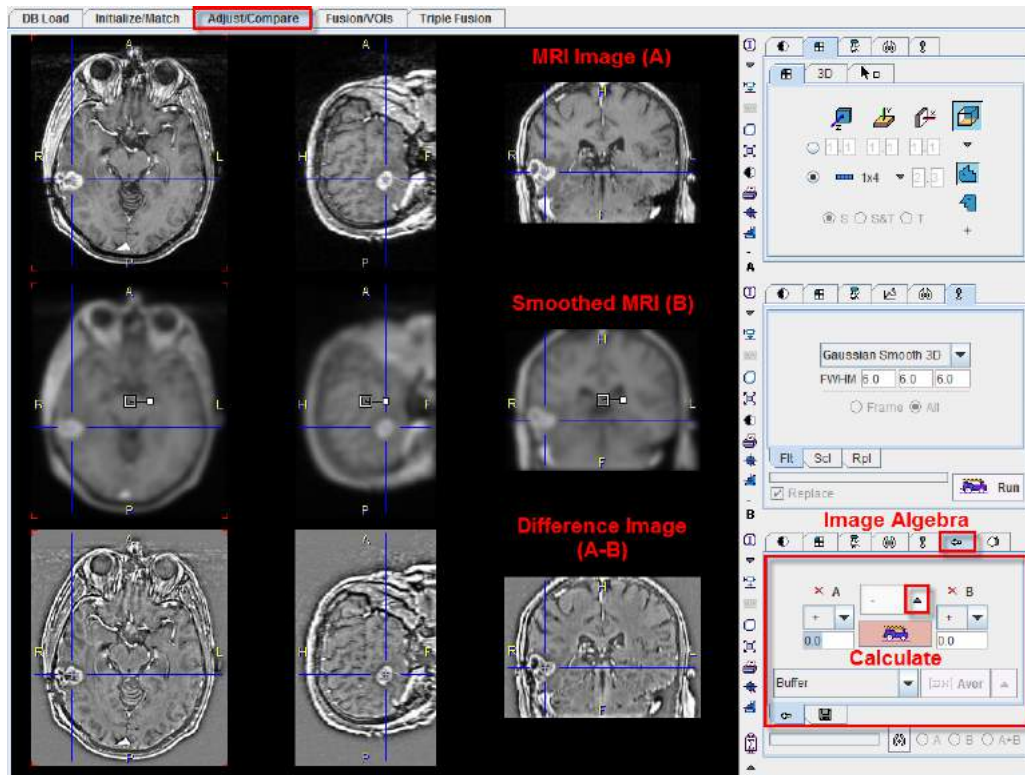 DB Load Initialize/Match Adjust/Compare Fusion/VOIs Triple Fusion
A A MRI Image (A) H
3D
R L H F R
1x4
S S&T T
P P F
A
A A Smoothed MRI (B) H
Gaussian Smooth 3D
FWHM 6.0 6.0 6.0
Frame All
R L H F R L
Flt Scl Rpl
Replace Run
P P F
B
Difference Image
(A-B)
Image Algebra
A A H
A - B
+ +
0.0 0.0
Calculate
R L H F R L
Buffer Aver
P P F
A B A+B